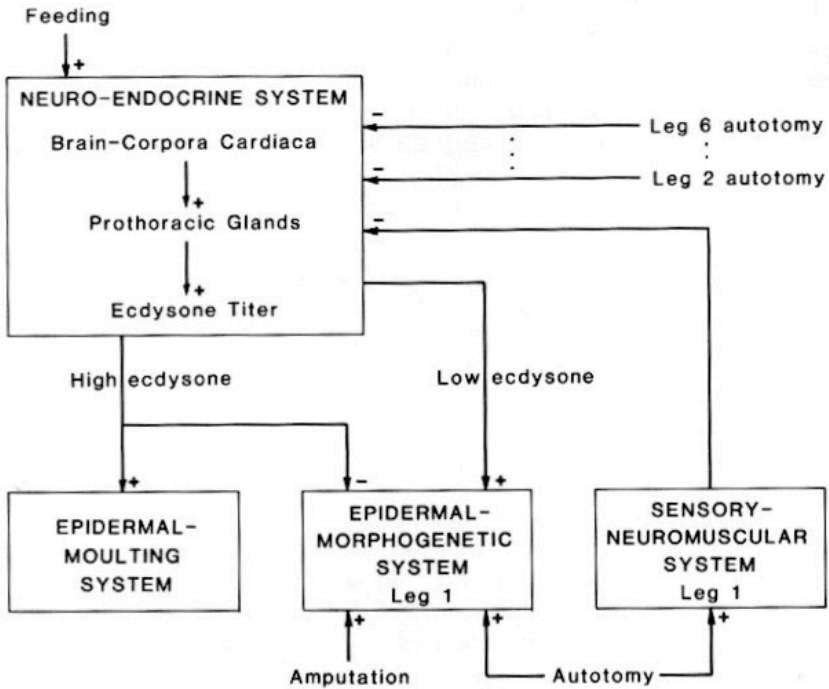 Feeding
+
NEURO-ENDOCRINE SYSTEM
Brain-Corpora Cardiaca
+
Prothoracic Glands
+
Ecdysone Titer
- Leg 6 autotomy
- Leg 2 autotomy
-
High ecdysone
Low ecdysone
+
-
+
EPIDERMAL-
MOULTING
SYSTEM
EPIDERMAL-
MORPHOGENETIC
SYSTEM
Leg 1
SENSORY-
NEUROMUSCULAR
SYSTEM
Leg 1
+
+
+
Amputation
Autotomy